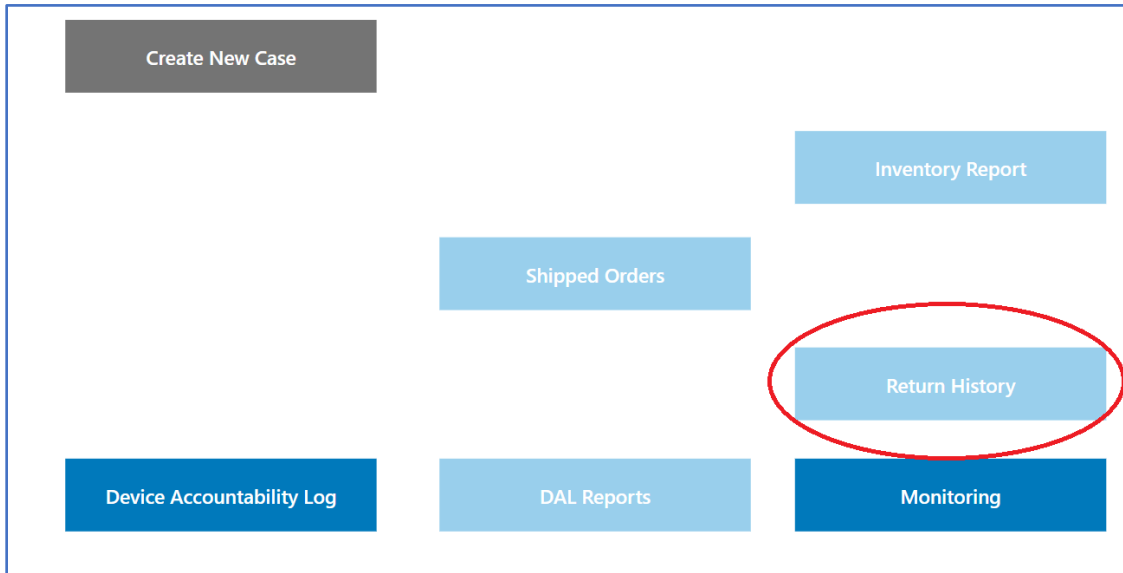 Create New Case
Inventory Report
Shipped Orders
Return History
Device Accountability Log
DAL Reports
Monitoring